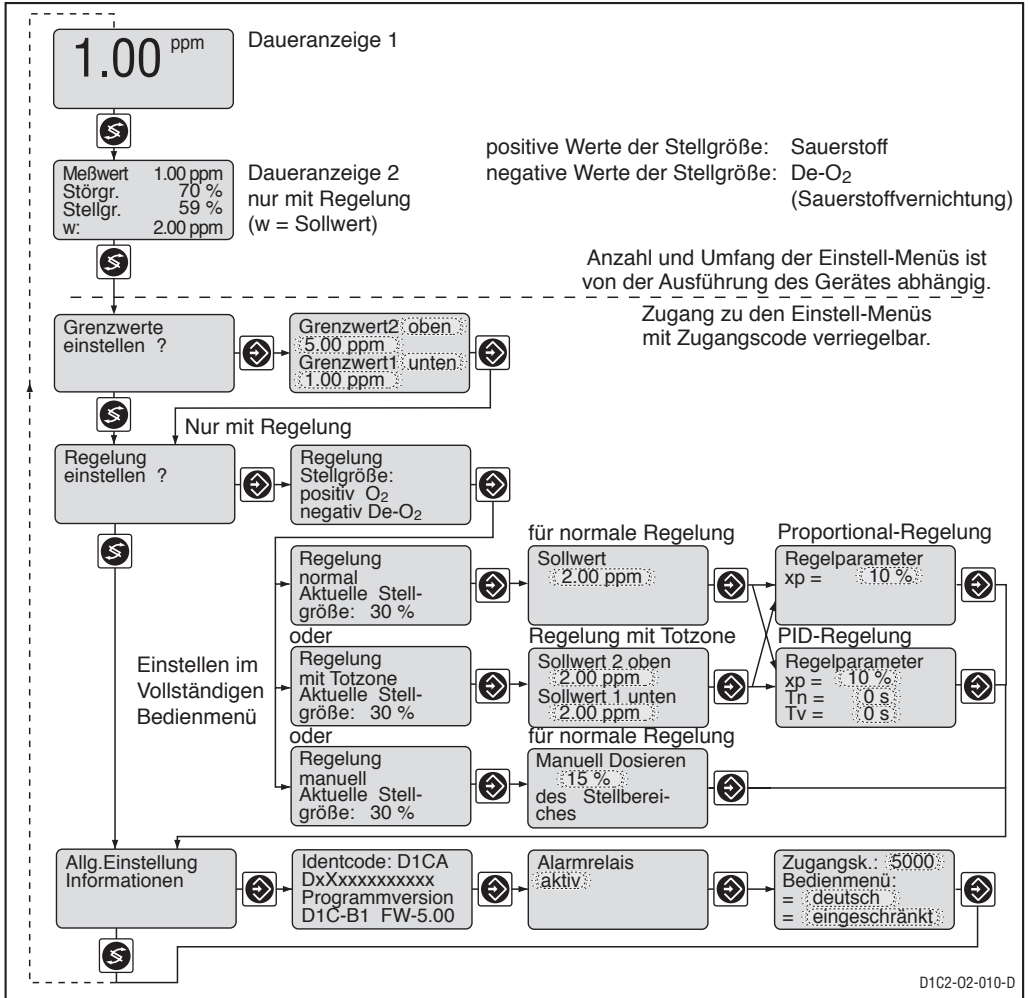 1.00 ppm
Daueranzeige 1
Meßwert 1.00 ppm
Störgr. 70 %
Stellgr. 59 %
w: 2.00 ppm
Daueranzeige 2
nur mit Regelung
(w = Sollwert)
positive Werte der Stellgröße: Sauerstoff
negative Werte der Stellgröße: De-O2
(Sauerstoffvernichtung)
Anzahl und Umfang der Einstell-Menüs ist
von der Ausführung des Gerätes abhängig.
Zugang zu den Einstell-Menüs
mit Zugangscode verriegelbar.
Grenzwerte
einstellen ?
Grenzwert2 oben
5.00 ppm
Grenzwert1 unten
1.00 ppm
Nur mit Regelung
Regelung
einstellen ?
Regelung
Stellgröße:
positiv O2
negativ De-O2
Einstellen im
Vollständigen
Bedienmenü
Regelung
normal
Aktuelle Stell-
größe: 30 %
für normale Regelung
Sollwert
2.00 ppm
Proportional-Regelung
Regelparameter
xp = 10 %
oder
Regelung
mit Totzone
Aktuelle Stell-
größe: 30 %
Regelung mit Totzone
Sollwert 2 oben
2.00 ppm
Sollwert 1 unten
2.00 ppm
PID-Regelung
Regelparameter
xp = 10 %
Tn = 0 s
Tv = 0 s
oder
Regelung
manuell
Aktuelle Stell-
größe: 30 %
für normale Regelung
Manuell Dosieren
15 %
des Stellberei-
ches
Allg.Einstellung
Informationen
Identcode: D1CA
DxXxxxxxxxxx
Programmversion
D1C-B1 FW-5.00
Alarmrelais
aktiv
Zugangsk.: 5000
Bedienmenü:
= deutsch
= eingeschränkt
D1C2-O2-010-D